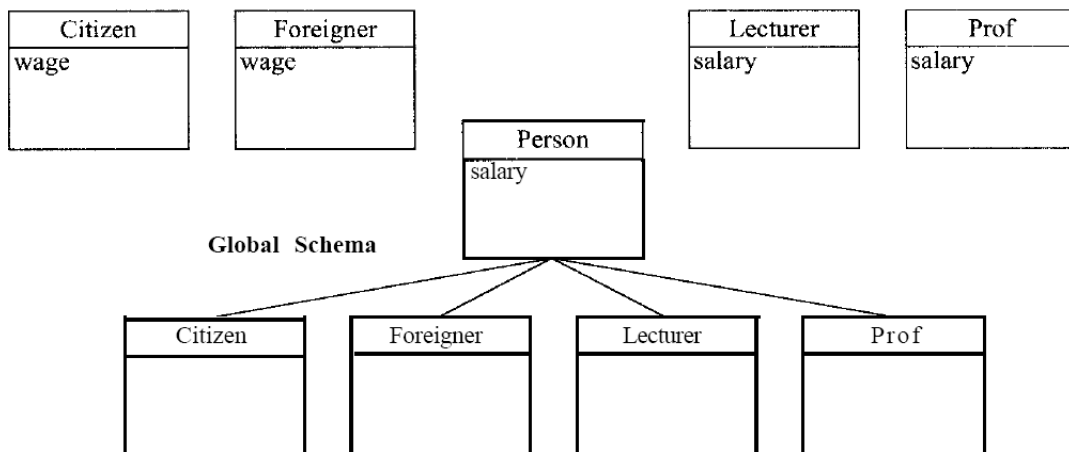 Citizen
wage
Foreigner
wage
Lecturer
salary
Prof
salary
Person
salary
Global Schema
Citizen
Foreigner
Lecturer
Prof